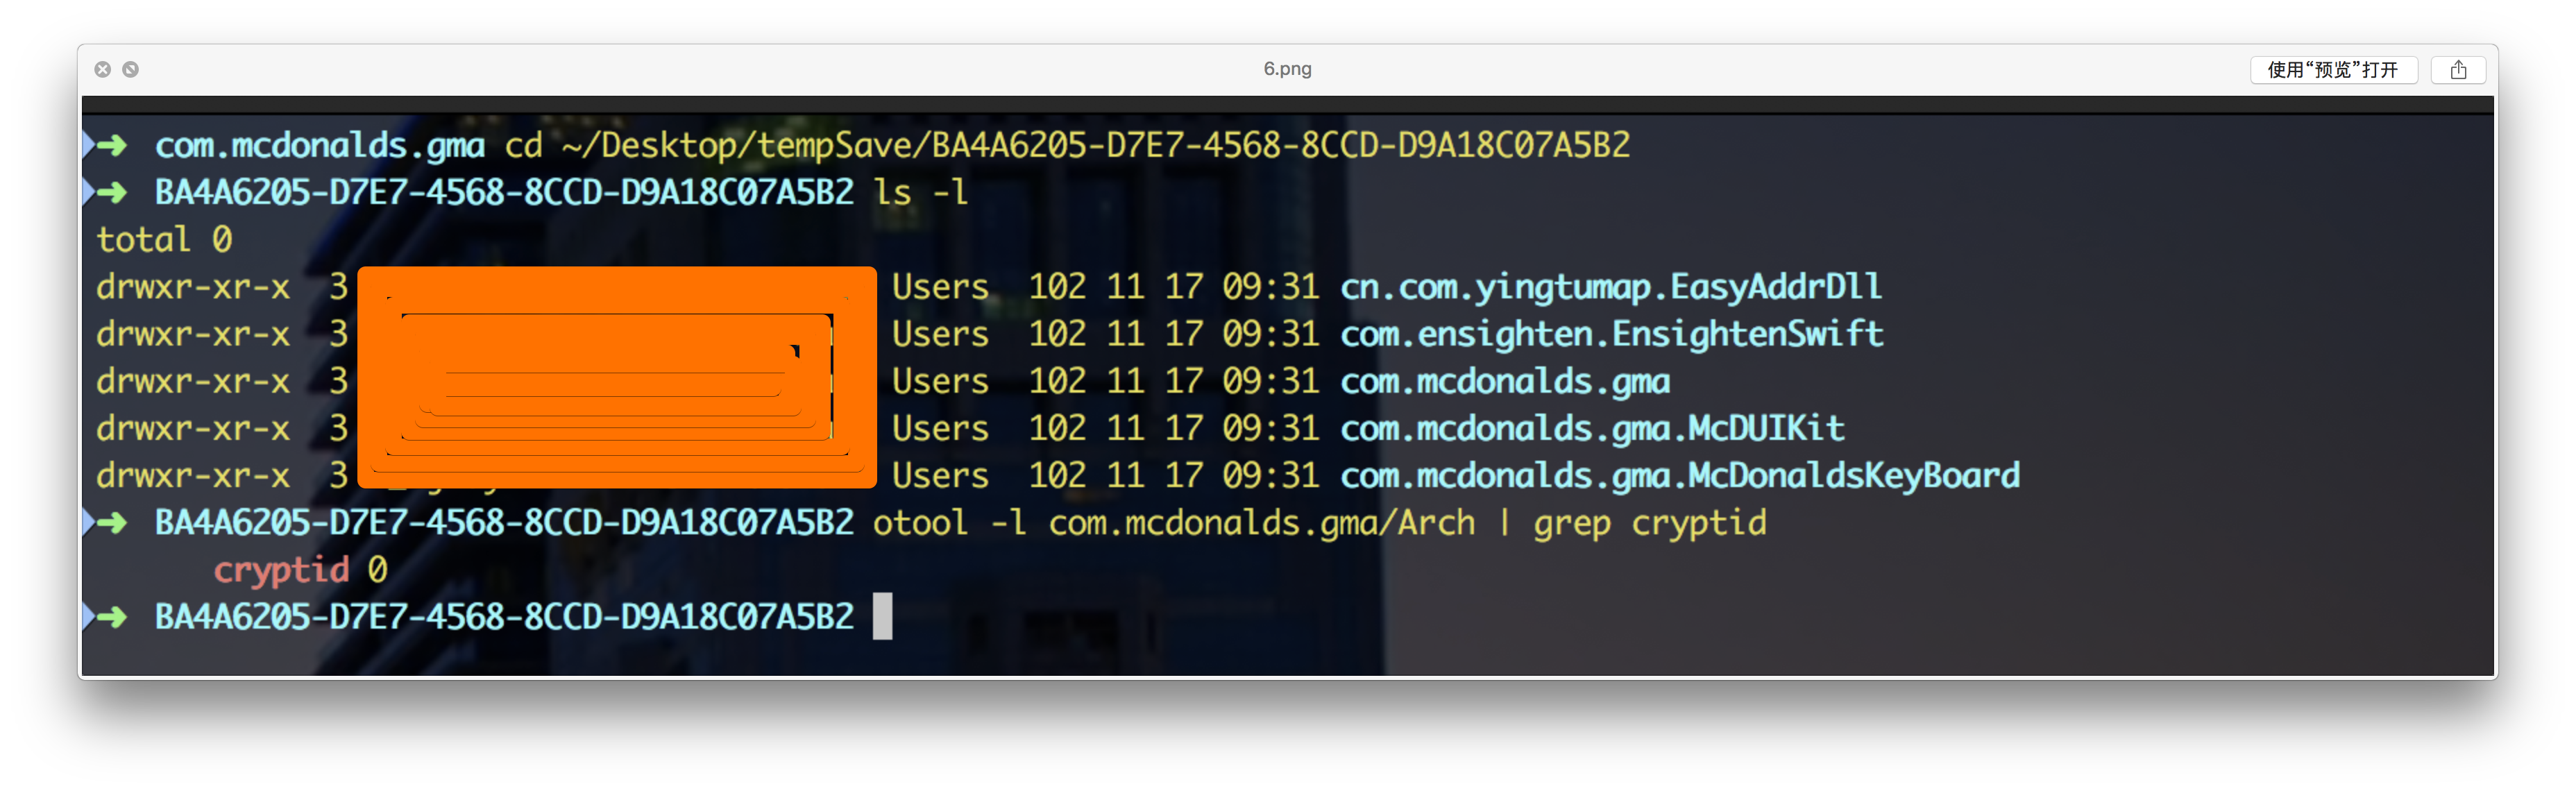 6.png
使用“预览”打开
➜ com.mcdonalds.gma cd ~/Desktop/tempSave/BA4A6205-D7E7-4568-8CCD-D9A18C07A5B2
➜ BA4A6205-D7E7-4568-8CCD-D9A18C07A5B2 ls -l
total 0
drwxr-xr-x 3 Users 102 11 17 09:31 cn.com.yingtumap.EasyAddrDll
drwxr-xr-x 3 Users 102 11 17 09:31 com.ensighten.EnsightenSwift
drwxr-xr-x 3 Users 102 11 17 09:31 com.mcdonalds.gma
drwxr-xr-x 3 Users 102 11 17 09:31 com.mcdonalds.gma.McDUIKit
drwxr-xr-x 3 Users 102 11 17 09:31 com.mcdonalds.gma.McDonaldsKeyBoard
➜ BA4A6205-D7E7-4568-8CCD-D9A18C07A5B2 otool -l com.mcdonalds.gma/Arch | grep cryptid
cryptid 0
➜ BA4A6205-D7E7-4568-8CCD-D9A18C07A5B2